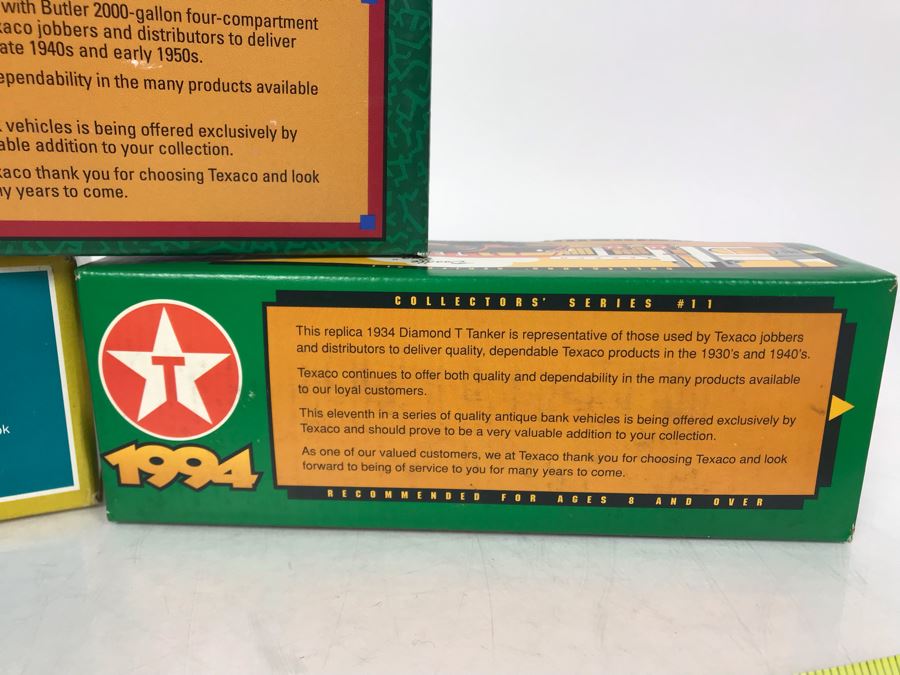 with Butler 2000-gallon four-compartment
xaco jobbers and distributors to deliver
ate 1940s and early 1950s.
ependability in the many products available
vehicles is being offered exclusively by
able addition to your collection.
xaco thank you for choosing Texaco and look
y years to come.
ok
T
1994
COLLECTORS' SERIES #11
This replica 1934 Diamond T Tanker is representative of those used by Texaco jobbers
and distributors to deliver quality, dependable Texaco products in the 1930's and 1940's.
Texaco continues to offer both quality and dependability in the many products available
to our loyal customers.
This eleventh in a series of quality antique bank vehicles is being offered exclusively by
Texaco and should prove to be a very valuable addition to your collection.
As one of our valued customers, we at Texaco thank you for choosing Texaco and look
forward to being of service to you for many years to come.
RECOMMENDED FOR AGES 8 AND OVER